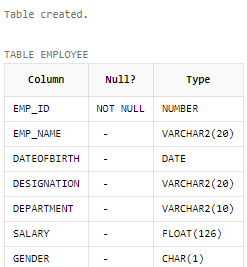 Table created.
TABLE EMPLOYEE
Column Null? Type
EMP_ID NOT NULL NUMBER
EMP_NAME - VARCHAR2(20)
DATEOFBIRTH - DATE
DESIGNATION - VARCHAR2(20)
DEPARTMENT - VARCHAR2(10)
SALARY - FLOAT(126)
GENDER - CHAR(1)